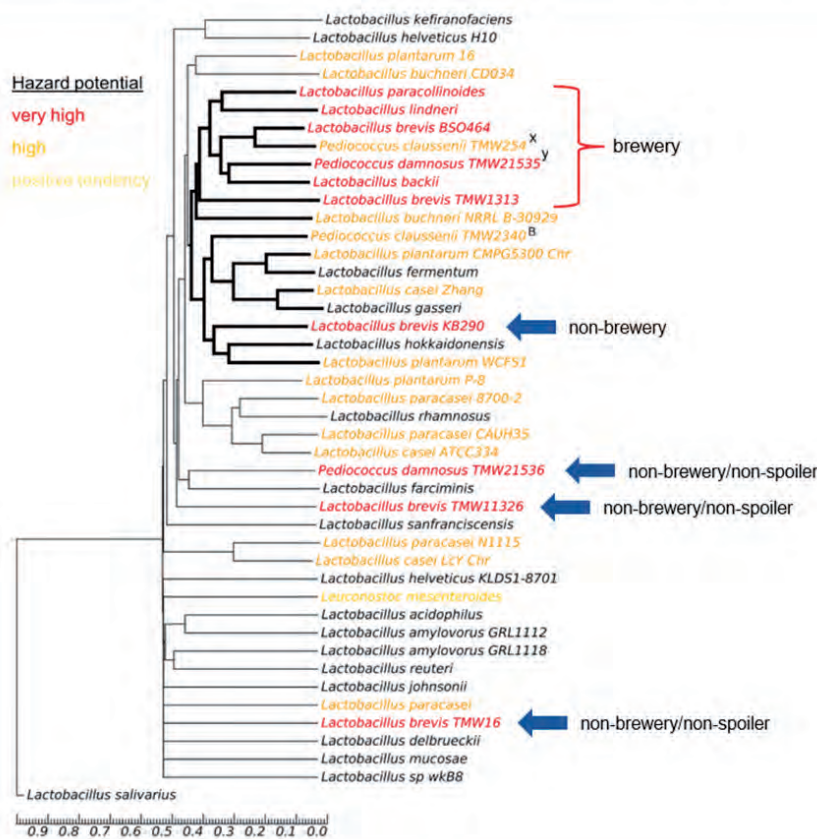 Lactobacillus kefiranofaciens
Lactobacillus helveticus H10
Lactobacillus plantarum 16
Lactobacillus buchneri CD034
Hazard potential
Lactobacillus paracollinoides
very high
Lactobacillus lindneri
Lactobacillus brevis BSO464
high
Pediococcus claussenii TMW254 x
brewery
Pediococcus damnosus TMW21535 y
positive tendency
Lactobacillus backii
Lactobacillus brevis TMW1313
Lactobacillus buchneri NRRL B-30929
Pediococcus claussenii TMW2340 B
Lactobacillus plantarum CMPG5300 Chr
Lactobacillus fermentum
Lactobacillus casei Zhang
Lactobacillus gasseri
Lactobacillus brevis KB290 non-brewery
Lactobacillus hokkaidonensis
Lactobacillus plantarum WCFS1
Lactobacillus plantarum P-8
Lactobacillus paracasei 8700-2
Lactobacillus rhamnosus
Lactobacillus paracasei CAUH35
Lactobacillus casei ATCC334
Pediococcus damnosus TMW21536 non-brewery/non-spoiler
Lactobacillus farciminis
Lactobacillus brevis TMW11326 non-brewery/non-spoiler
Lactobacillus sanfranciscensis
Lactobacillus paracasei N1115
Lactobacillus casei LcY Chr
Lactobacillus helveticus KLDS1-8701
Leuconostoc mesenteroides
Lactobacillus acidophilus
Lactobacillus amylovorus GRL1112
Lactobacillus amylovorus GRL1118
Lactobacillus reuteri
Lactobacillus johnsonii
Lactobacillus paracasei
Lactobacillus brevis TMW16 non-brewery/non-spoiler
Lactobacillus delbrueckii
Lactobacillus mucosae
Lactobacillus sp wkB8
Lactobacillus salivarius
0.9 0.8 0.7 0.6 0.5 0.4 0.3 0.2 0.1 0.0